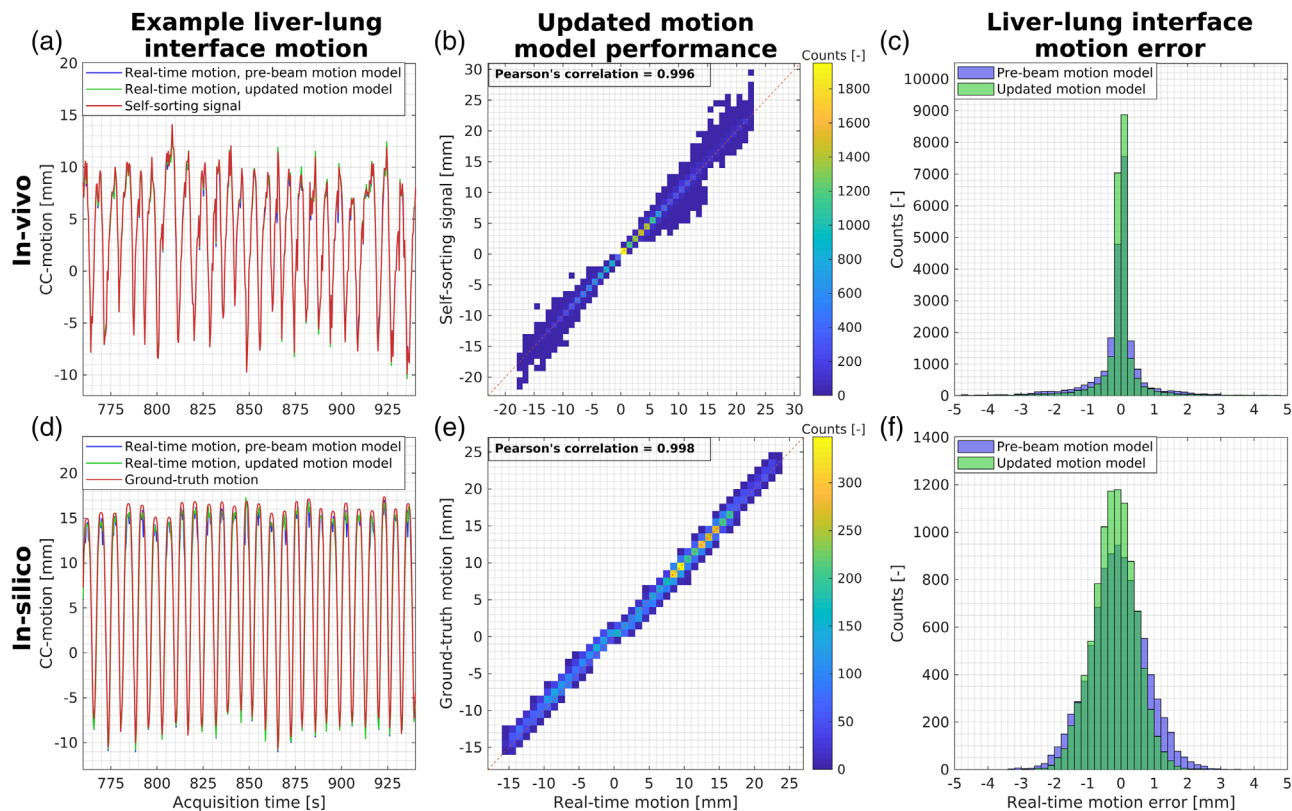 Example liver-lung
interface motion
Updated motion
model performance
Liver-lung interface
motion error
In-vivo
In-silico
(a)
Real-time motion, pre-beam motion model
Real-time motion, updated motion model
Self-sorting signal
CC-motion [mm]
20
15
10
5
0
-5
-10
775 800 825 850 875 900 925
(b)
Pearson's correlation = 0.996
Self-sorting signal [mm]
30
25
20
15
10
5
0
-5
-10
-15
-20
-20 -15 -10 -5 0 5 10 15 20 25 30
Counts [-]
1800
1600
1400
1200
1000
800
600
400
200
0
(c)
Pre-beam motion model
Updated motion model
Counts [-]
10000
9000
8000
7000
6000
5000
4000
3000
2000
1000
0
-5 -4 -3 -2 -1 0 1 2 3 4 5
(d)
Real-time motion, pre-beam motion model
Real-time motion, updated motion model
Ground-truth motion
CC-motion [mm]
20
15
10
5
0
-5
-10
775 800 825 850 875 900 925
Acquisition time [s]
(e)
Pearson's correlation = 0.998
Ground-truth motion [mm]
25
20
15
10
5
0
-5
-10
-15
-15 -10 -5 0 5 10 15 20 25
Real-time motion [mm]
Counts [-]
350
300
250
200
150
100
50
0
(f)
Pre-beam motion model
Updated motion model
Counts [-]
1400
1200
1000
800
600
400
200
0
-5 -4 -3 -2 -1 0 1 2 3 4 5
Real-time motion error [mm]